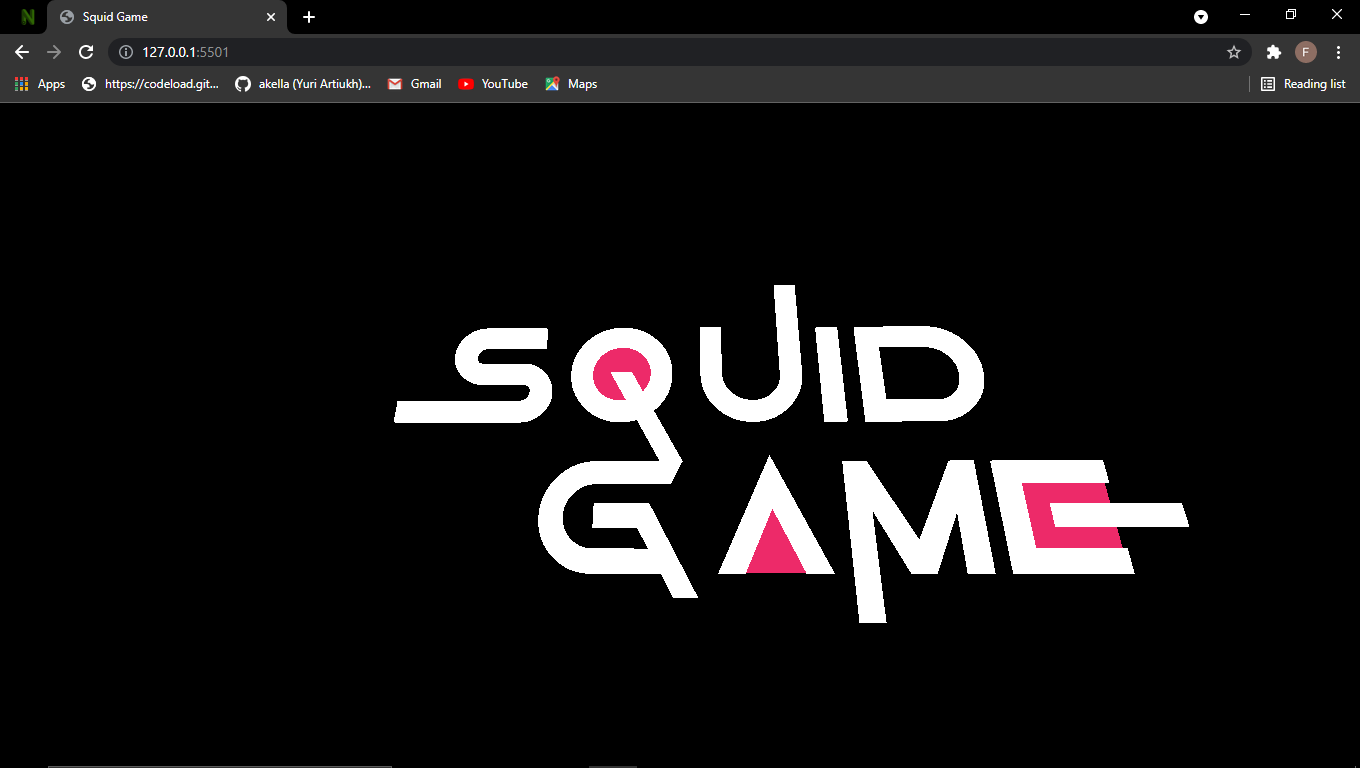 N
Squid Game
127.0.0.1:5501
F
Apps
https://codeload.git...
akella (Yuri Artiukh)...
Gmail
YouTube
Maps
Reading list
SQUID
GAME